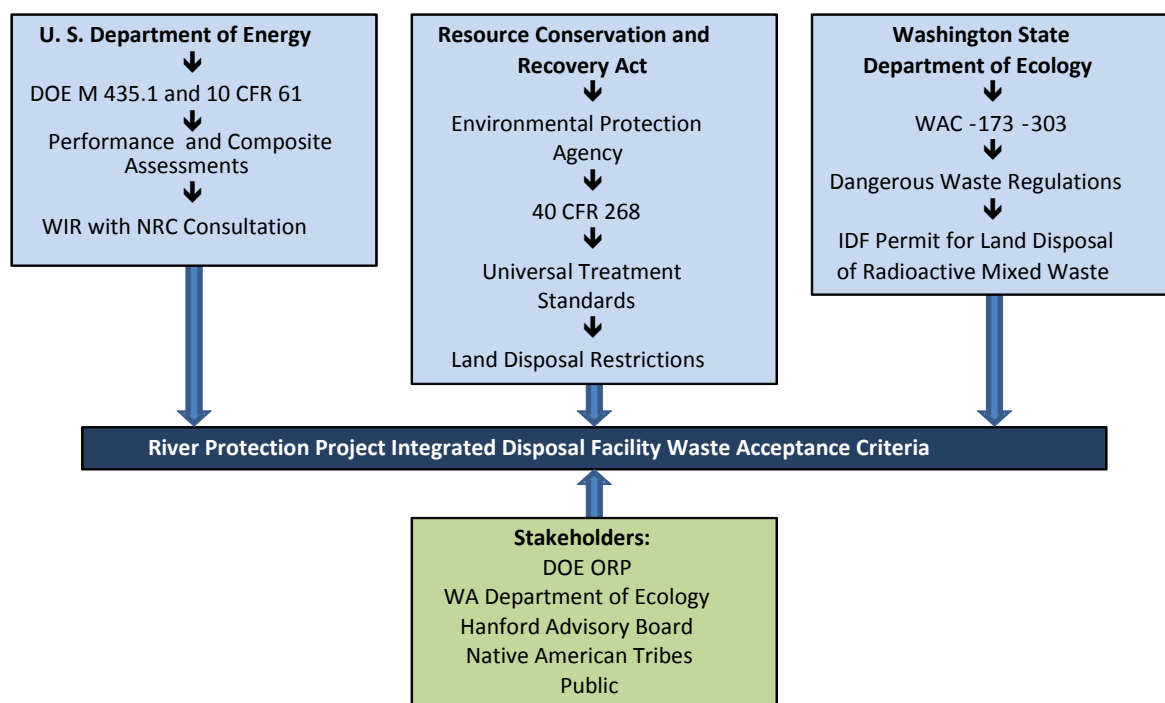 U. S. Department of Energy
DOE M 435.1 and 10 CFR 61
Performance and Composite
Assessments
WIR with NRC Consultation
Resource Conservation and
Recovery Act
Environmental Protection
Agency
40 CFR 268
Universal Treatment
Standards
Land Disposal Restrictions
Washington State
Department of Ecology
WAC -173 -303
Dangerous Waste Regulations
IDF Permit for Land Disposal
of Radioactive Mixed Waste
River Protection Project Integrated Disposal Facility Waste Acceptance Criteria
Stakeholders:
DOE ORP
WA Department of Ecology
Hanford Advisory Board
Native American Tribes
Public